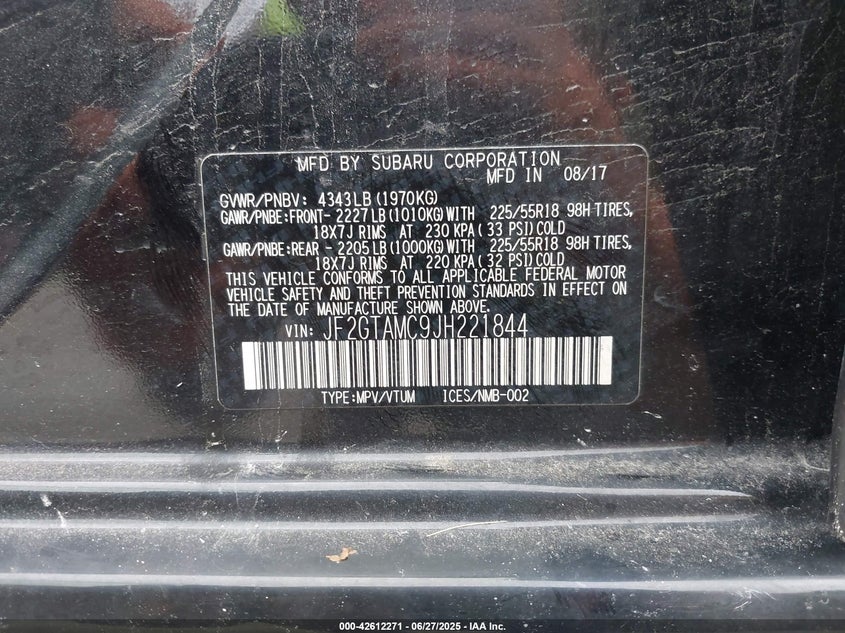 MFD BY SUBARU CORPORATION
MFD IN 08/17
GVWR/PNBV: 4343LB (1970KG)
GAWR/PNBE:FRONT- 2227LB (1010KG) WITH 225/55R18 98H TIRES,
18X7J RIMS AT 230 KPA ( 33 PSI) COLD
GAWR/PNBE:REAR - 2205LB (1000KG) WITH 225/55R18 98H TIRES,
18X7J RIMS AT 220 KPA ( 32 PSI) COLD
THIS VEHICLE CONFORMS TO ALL APPLICABLE FEDERAL MOTOR
VEHICLE SAFETY AND THEFT PREVENTION STANDARDS IN EFFECT ON
THE DATE OF MANUFACTURE SHOWN ABOVE.
VIN: JF2GTAMC9JH221844
TYPE:MPV/VTUM ICES/NMB-002
000-42612271 - 06/27/2025 - IAA Inc.